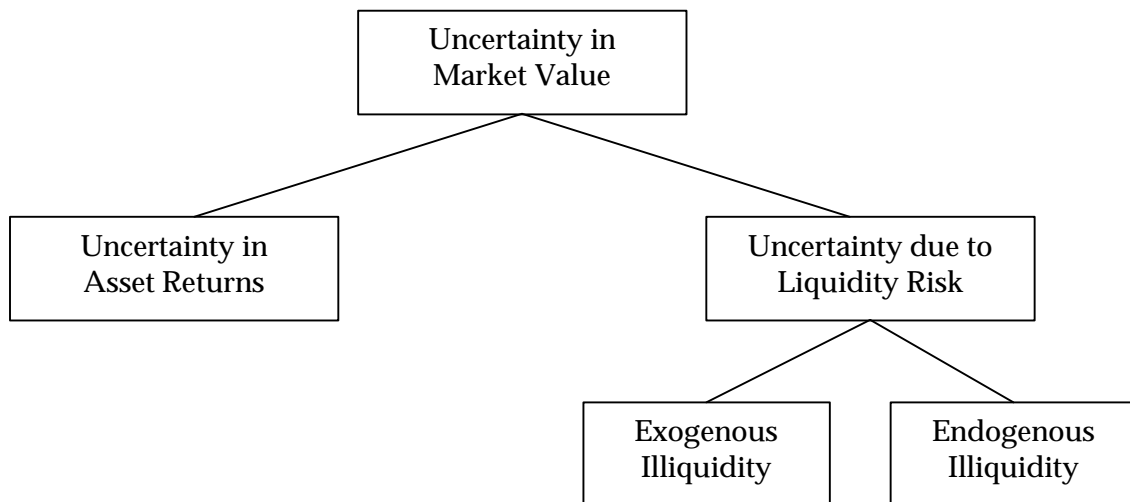 Uncertainty in
Market Value
Uncertainty in
Asset Returns
Uncertainty due to
Liquidity Risk
Exogenous
Illiquidity
Endogenous
Illiquidity